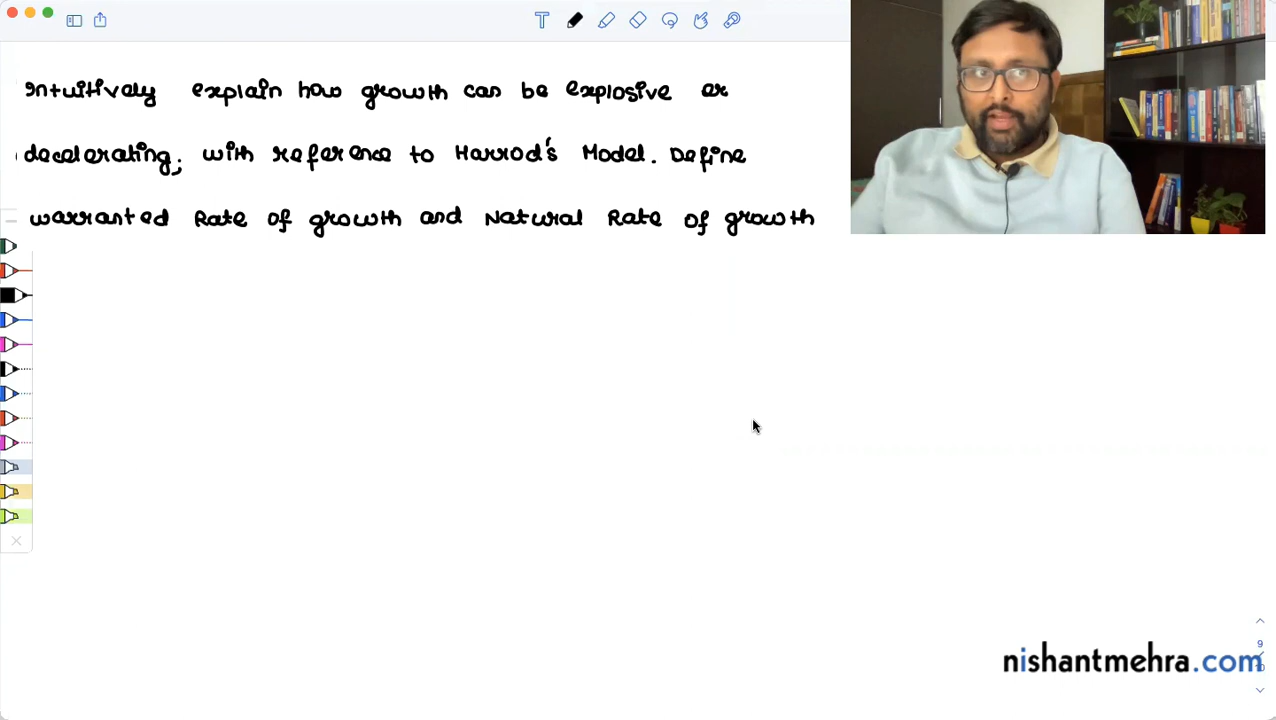 Intuitively explain how growth can be explosive or
decelerating, with reference to Harrod's Model. Define
warranted Rate of growth and Natural Rate of growth
9
nishantmehra.com